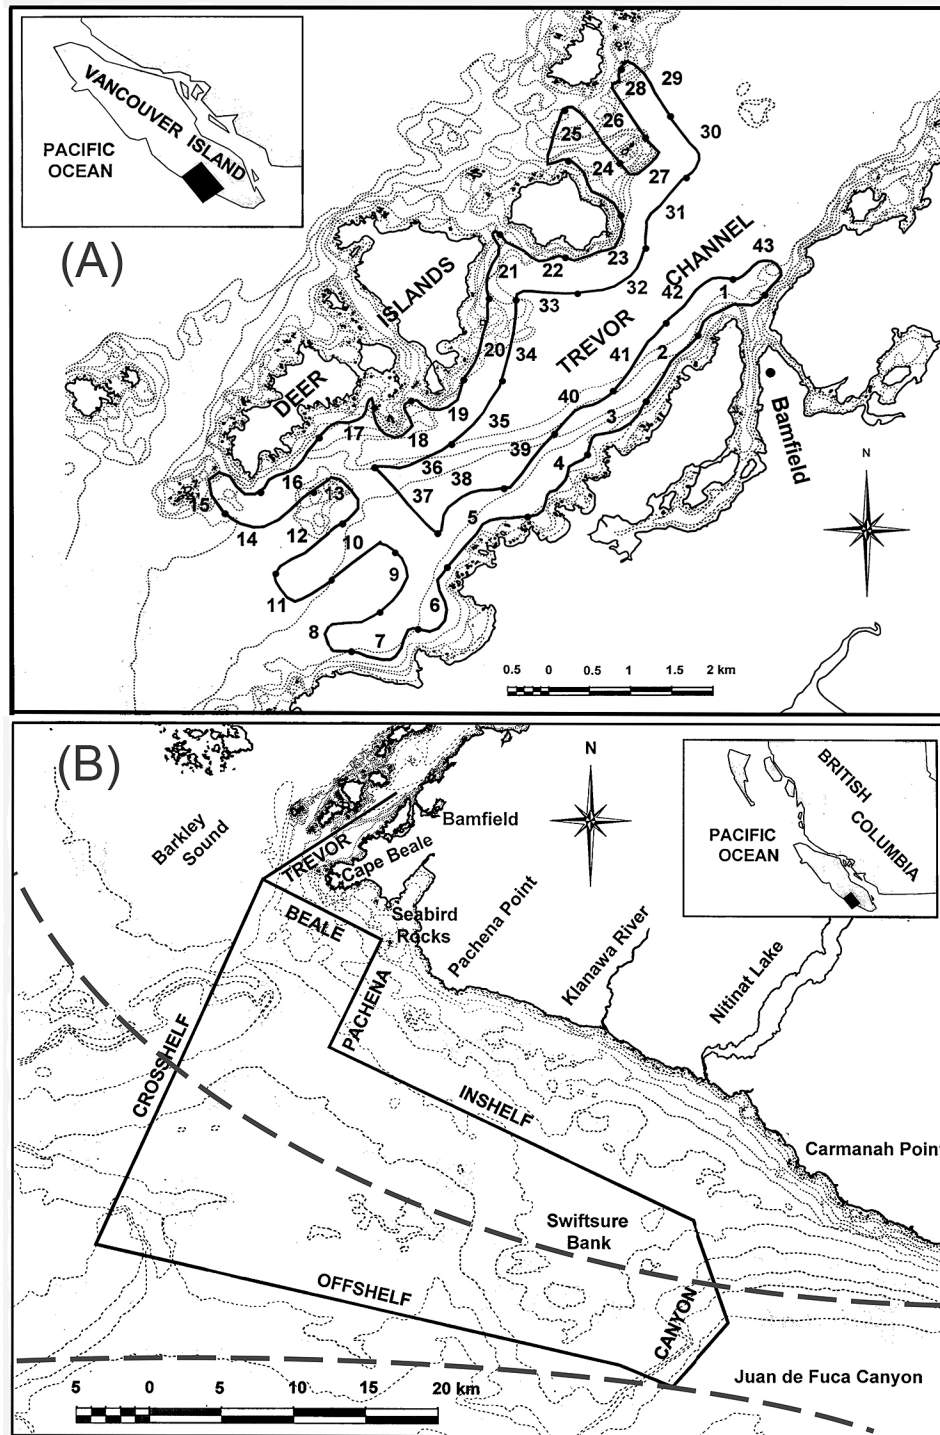 VANCOUVER ISLAND
PACIFIC
OCEAN
(A)
DEER
ISLANDS
TREVOR
CHANNEL
Bamfield
N
1
2
3
4
5
6
7
8
9
10
11
12
13
14
15
16
17
18
19
20
21
22
23
24
25
26
27
28
29
30
31
32
33
34
35
36
37
38
39
40
41
42
43
0.5 0 0.5 1 2 km
(B)
N
BRITISH
COLUMBIA
PACIFIC
OCEAN
Barkley
Sound
TREVOR
Bamfield
Cape Beale
BEALE
Seabird
Rocks
Pachena Point
Klanawa River
Nitinat Lake
PACHENA
CROSSHELF
INSHELF
Carmanah Point
Swiftsure
Bank
OFFSHELF
CANYON
Juan de Fuca Canyon
5 0 5 10 15 20 km